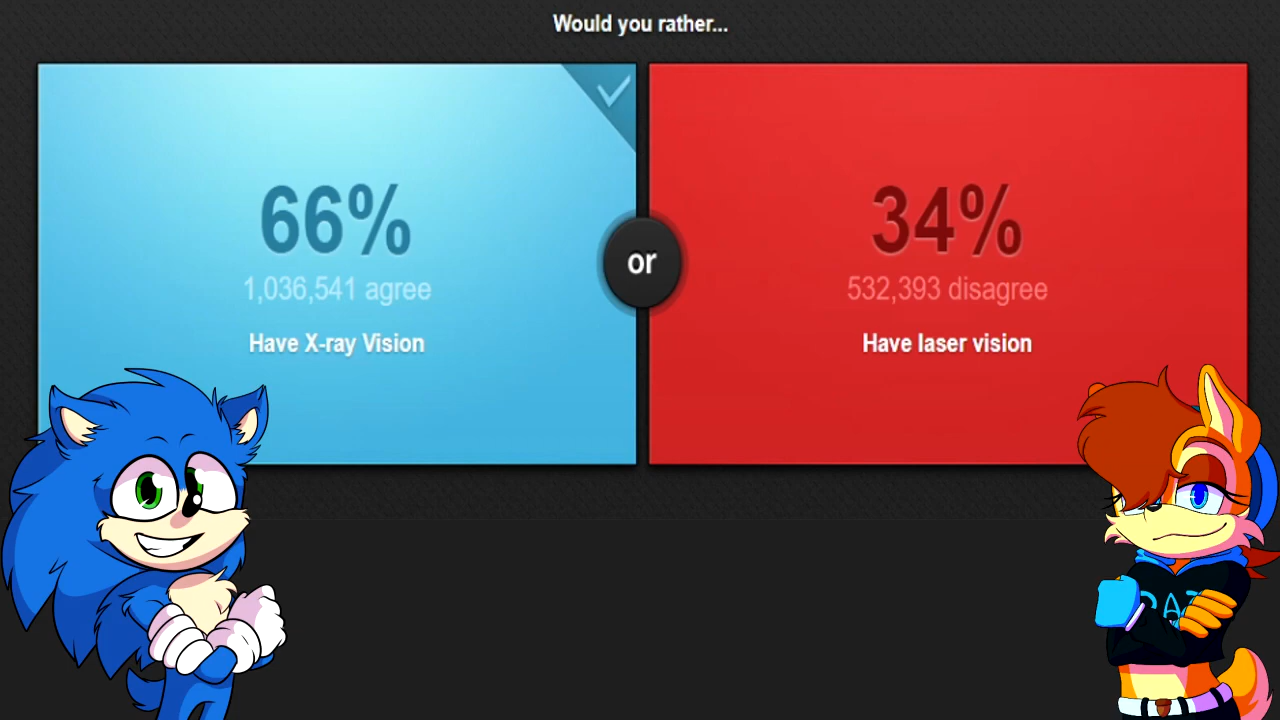 Would you rather...
66%
1,036,541 agree
Have X-ray Vision
or
34%
532,393 disagree
Have laser vision